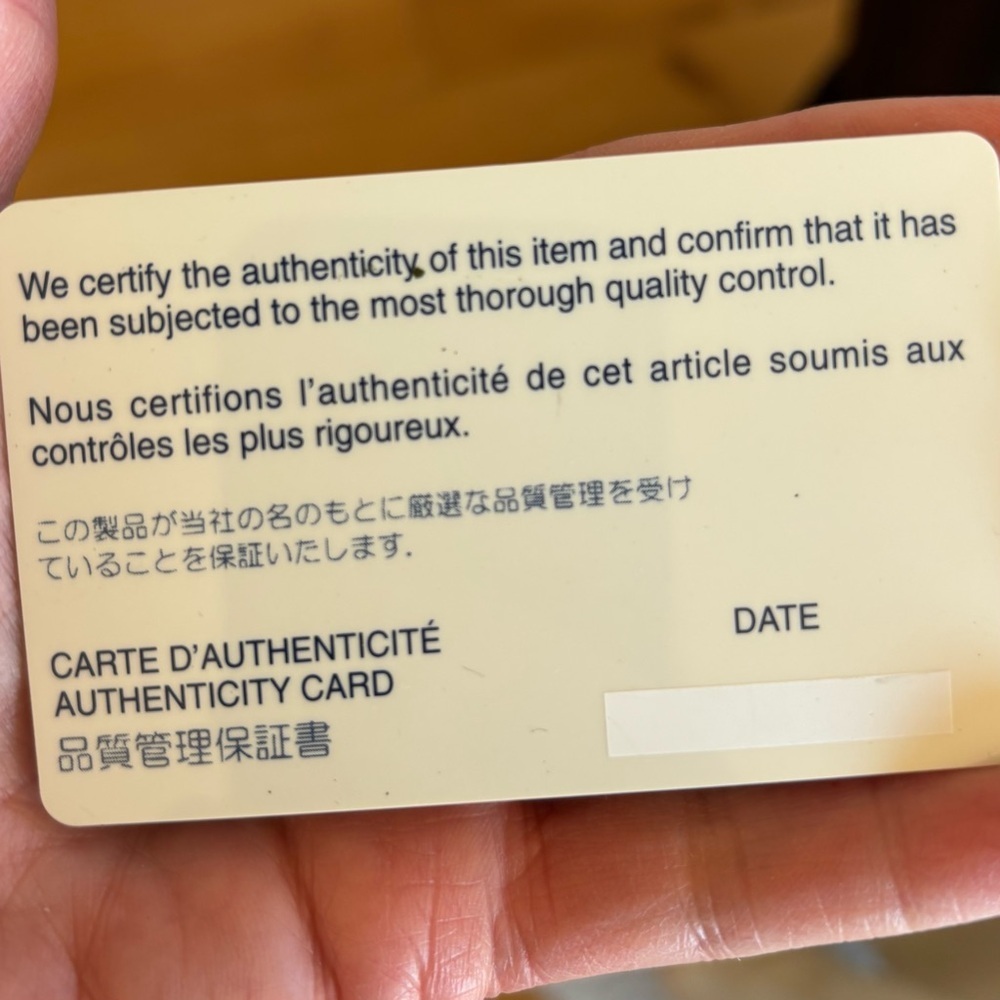 We certify the authenticity of this item and confirm that it has
been subjected to the most thorough quality control.
Nous certifions l'authenticité de cet article soumis aux
contrôles les plus rigoureux.
この製品が当社の名のもとに厳選な品質管理を受け
ていることを保証いたします.
CARTE D'AUTHENTICITÉ
AUTHENTICITY CARD
品質管理保証書
DATE